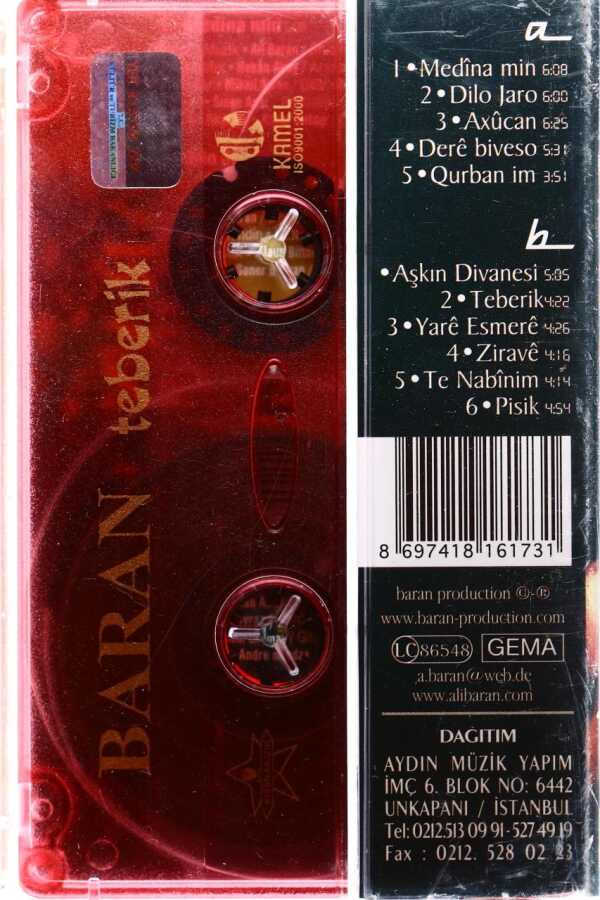 BARAN teberik
KAMEL
ISO9001:2000
a
1 • Medîna min 6:08
2 • Dilo Jaro 6:00
3 • Axûcan 6:25
4 • Derê biveso 5:31
5 • Qurban im 3:51
b
• Aşkın Divanesi 5:05
2 • Teberik 4:22
3 • Yarê Esmerê 4:26
4 • Ziravê 4:16
5 • Te Nabînim 4:14
6 • Pisik 4:54
8 697418 161731
baran production ©-℗
www.baran-production.com
LC 86548 GEMA
a.baran@web.de
www.alibaran.com
DAĞITIM
AYDIN MÜZİK YAPIM
İMÇ 6. BLOK NO: 6442
UNKAPANI / İSTANBUL
Tel: 0212.513 09 91-527 49 19
Fax : 0212. 528 02 23